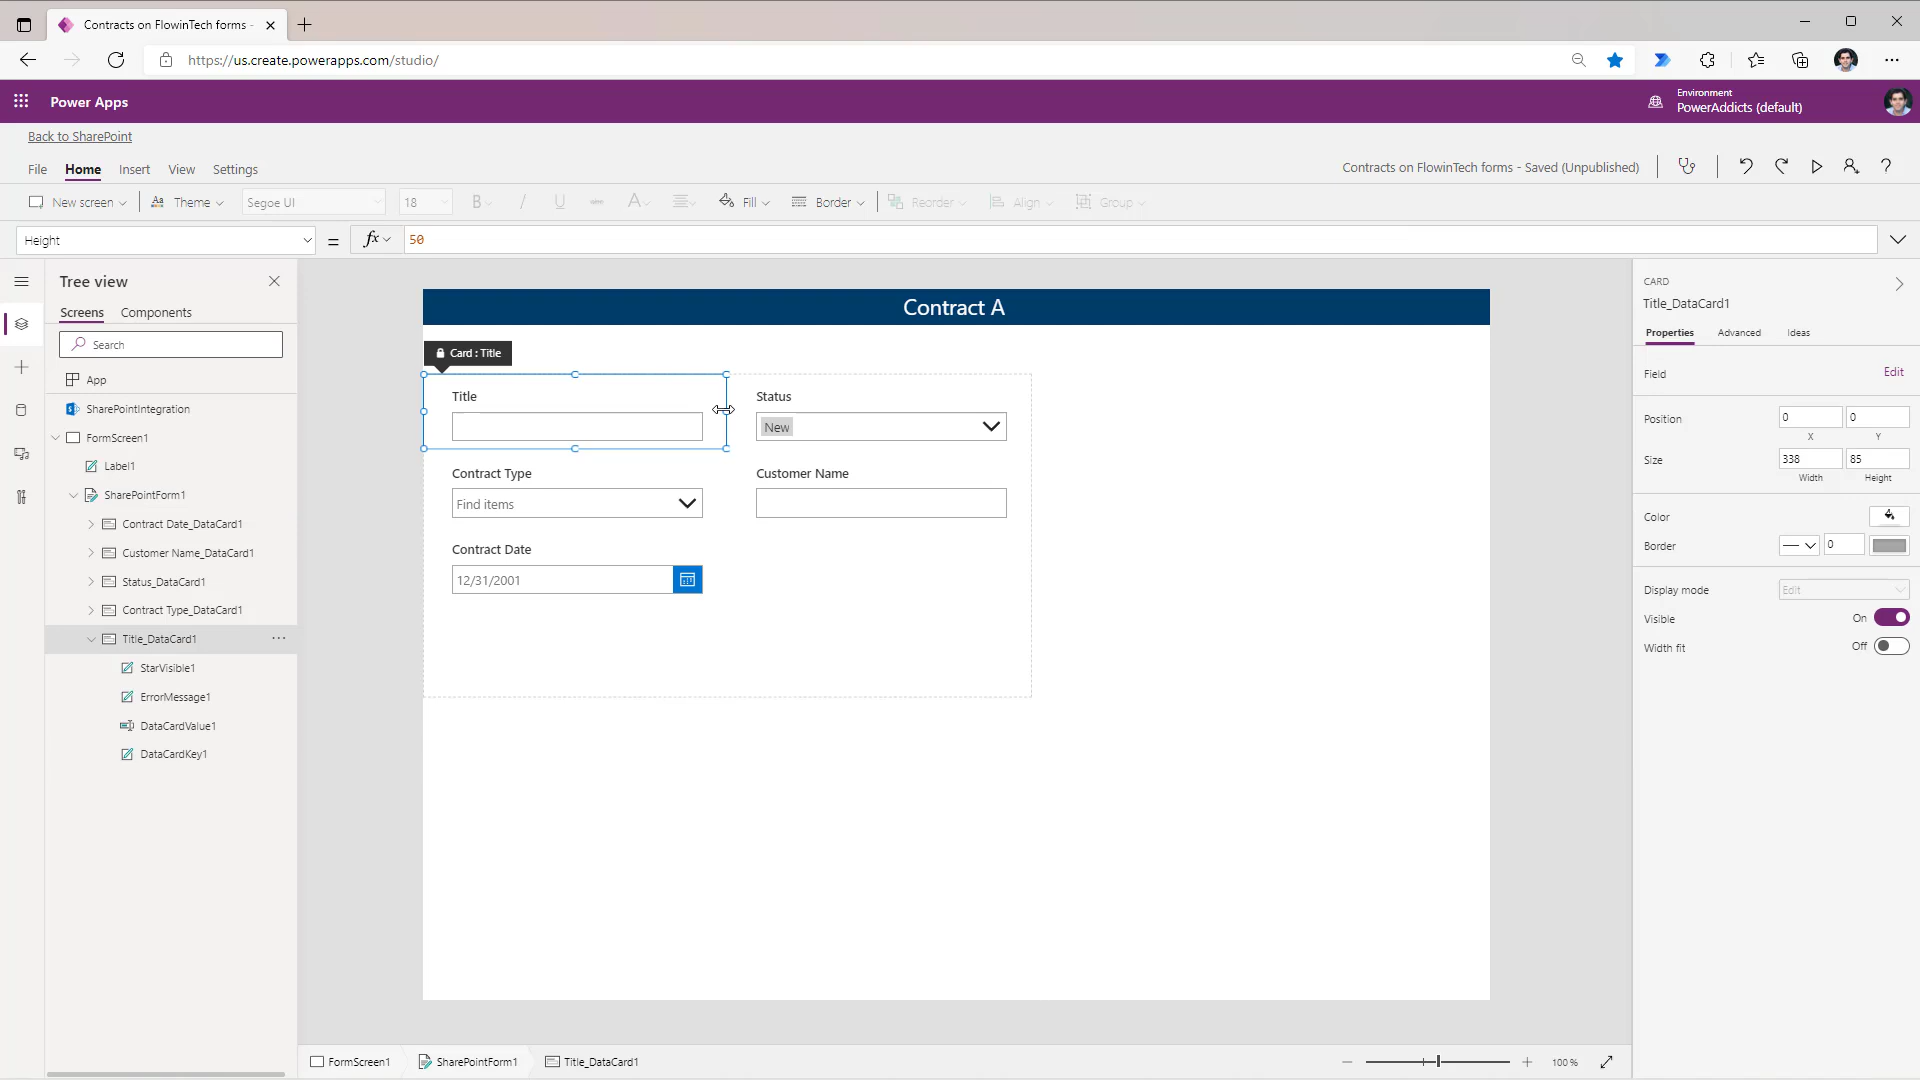 Contracts on FlowinTech forms -
https://us.create.powerapps.com/studio/
Power Apps
Environment
PowerAddicts (default)
Back to SharePoint
File Home Insert View Settings
Contracts on FlowinTech forms - Saved (Unpublished)
New screen Theme Segoe UI 18 B / U abc A Fill Border Reorder Align Group
Height = fx 50
Tree view
Screens Components
Search
App
SharePointIntegration
FormScreen1
Label1
SharePointForm1
Contract Date_DataCard1
Customer Name_DataCard1
Status_DataCard1
Contract Type_DataCard1
Title_DataCard1
StarVisible1
ErrorMessage1
DataCardValue1
DataCardKey1
Contract A
Card : Title
Title Status
New
Contract Type Customer Name
Find items
Contract Date
12/31/2001
CARD
Title_DataCard1
Properties Advanced Ideas
Field Edit
Position 0 0
X Y
Size 338 85
Width Height
Color
Border 0
Display mode Edit
Visible On
Width fit Off
FormScreen1 SharePointForm1 Title_DataCard1
100 %